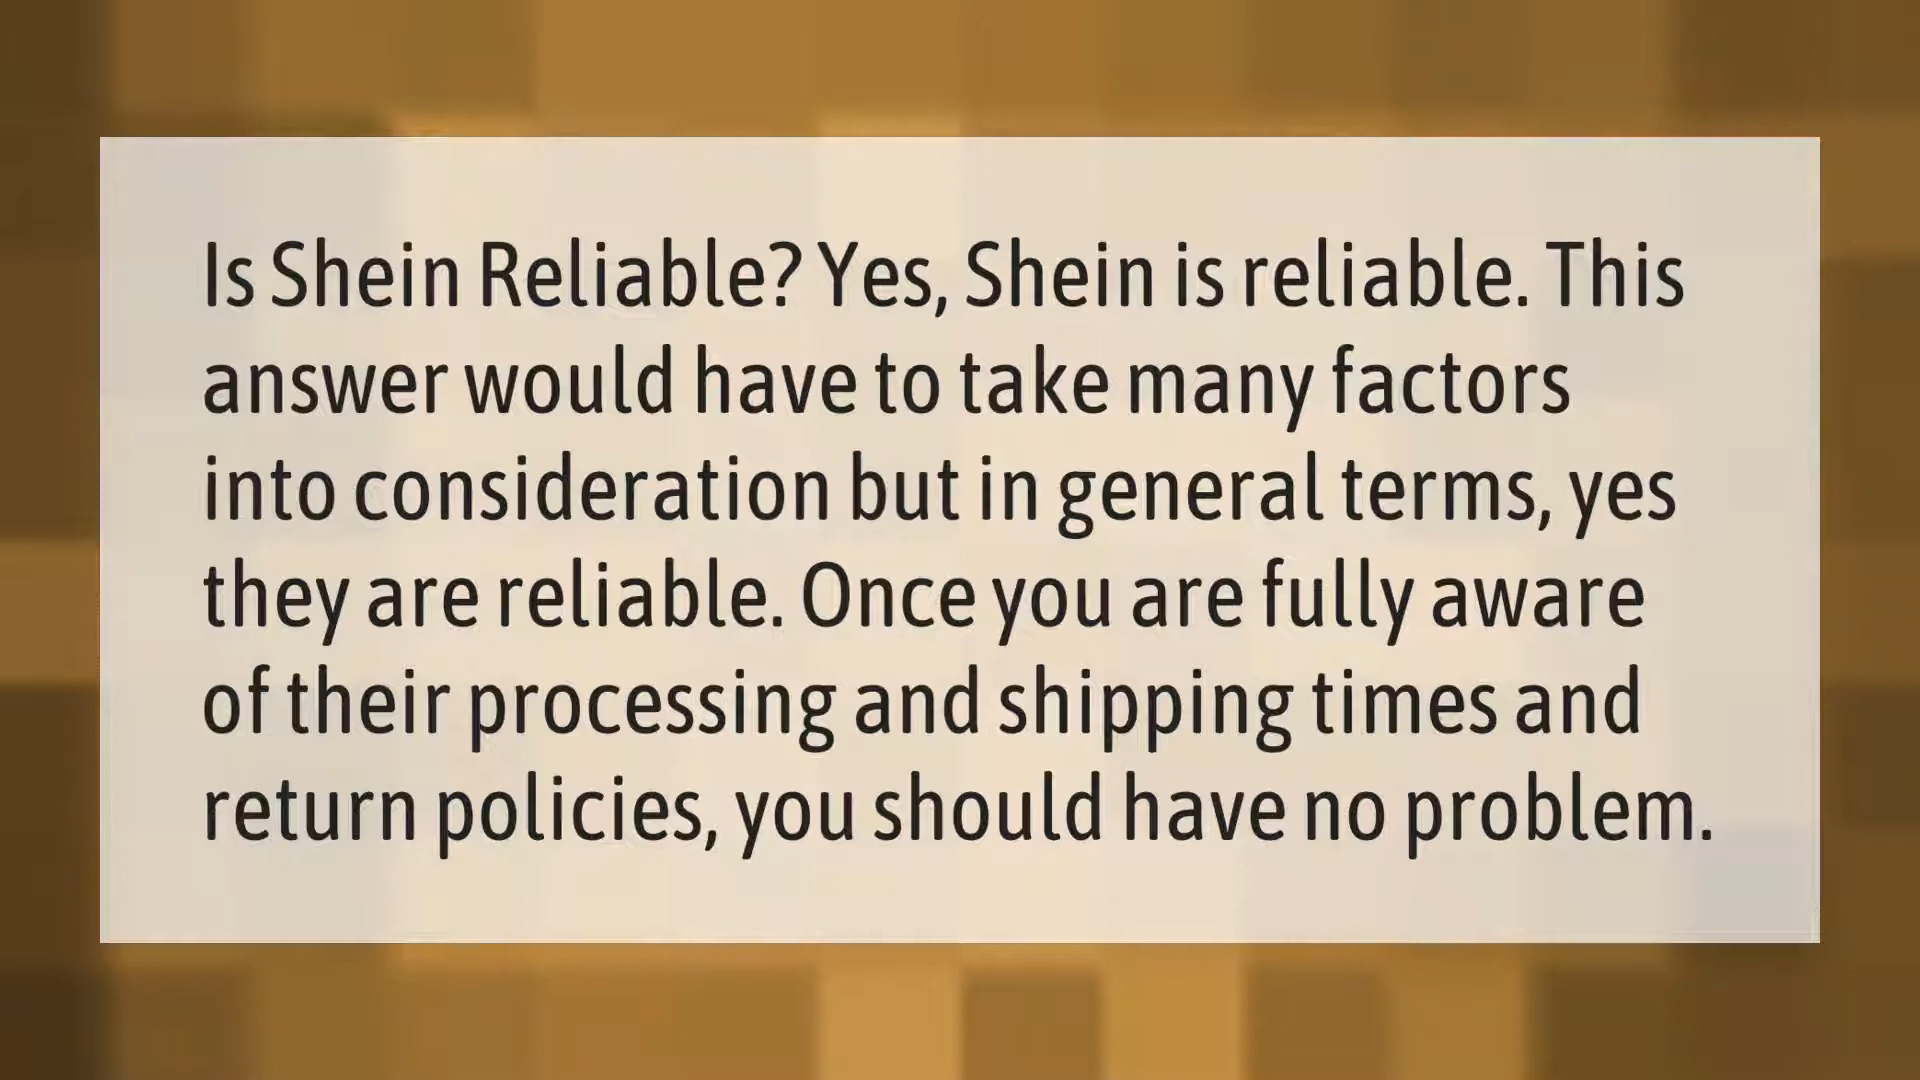 Is Shein Reliable? Yes, Shein is reliable. This
answer would have to take many factors
into consideration but in general terms, yes
they are reliable. Once you are fully aware
of their processing and shipping times and
return policies, you should have no problem.